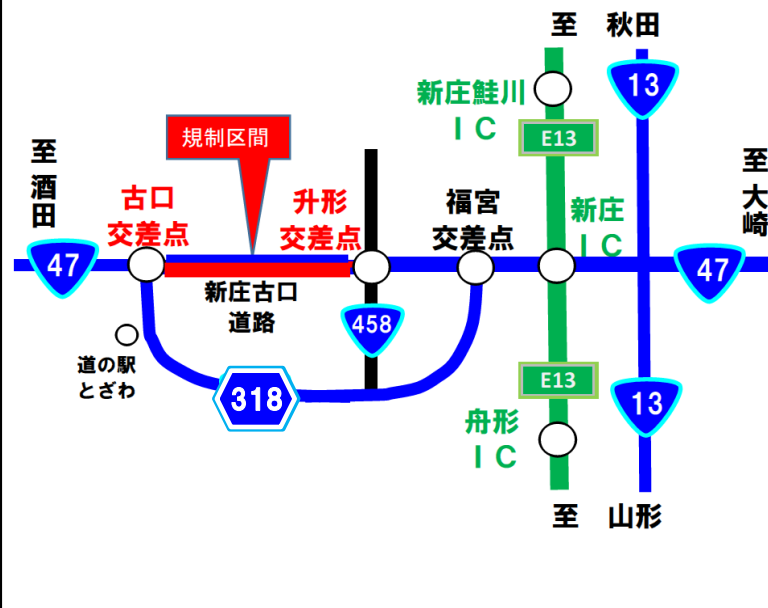 至 秋田
13
新庄鮭川
ＩＣ
E13
規制区間
至 酒田
至 大崎
古口
交差点
升形
交差点
福宮
交差点
新庄
ＩＣ
47
47
新庄古口
道路
458
道の駅
とざわ
318
E13
13
舟形
ＩＣ
至 山形